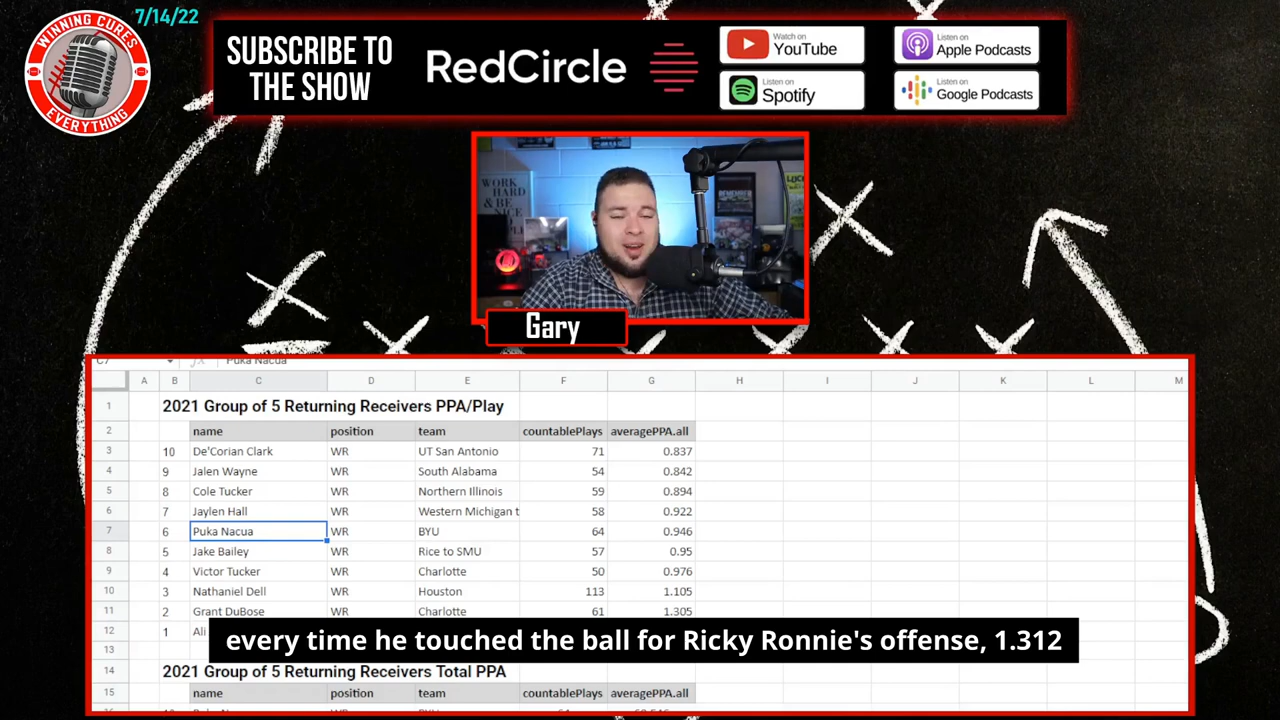 7/14/22
WINNING CURES
EVERYTHING
SUBSCRIBE TO
THE SHOW
RedCircle
Watch on
YouTube
Listen on
Apple Podcasts
Listen on
Spotify
Listen on
Google Podcasts
WORK
HARD
& BE
NICE
REMEMBER
Gary
C7 Puka Nacua
A B C D E F G H I J K L M
1 2021 Group of 5 Returning Receivers PPA/Play
2 name position team countablePlays averagePPA.all
3 10 De'Corian Clark WR UT San Antonio 71 0.837
4 9 Jalen Wayne WR South Alabama 54 0.842
5 8 Cole Tucker WR Northern Illinois 59 0.894
6 7 Jaylen Hall WR Western Michigan t 58 0.922
7 6 Puka Nacua WR BYU 64 0.946
8 5 Jake Bailey WR Rice to SMU 57 0.95
9 4 Victor Tucker WR Charlotte 50 0.976
10 3 Nathaniel Dell WR Houston 113 1.105
11 2 Grant DuBose WR Charlotte 61 1.305
12 1 Ali
every time he touched the ball for Ricky Ronnie's offense, 1.312
13
14 2021 Group of 5 Returning Receivers Total PPA
15 name position team countablePlays averagePPA.all